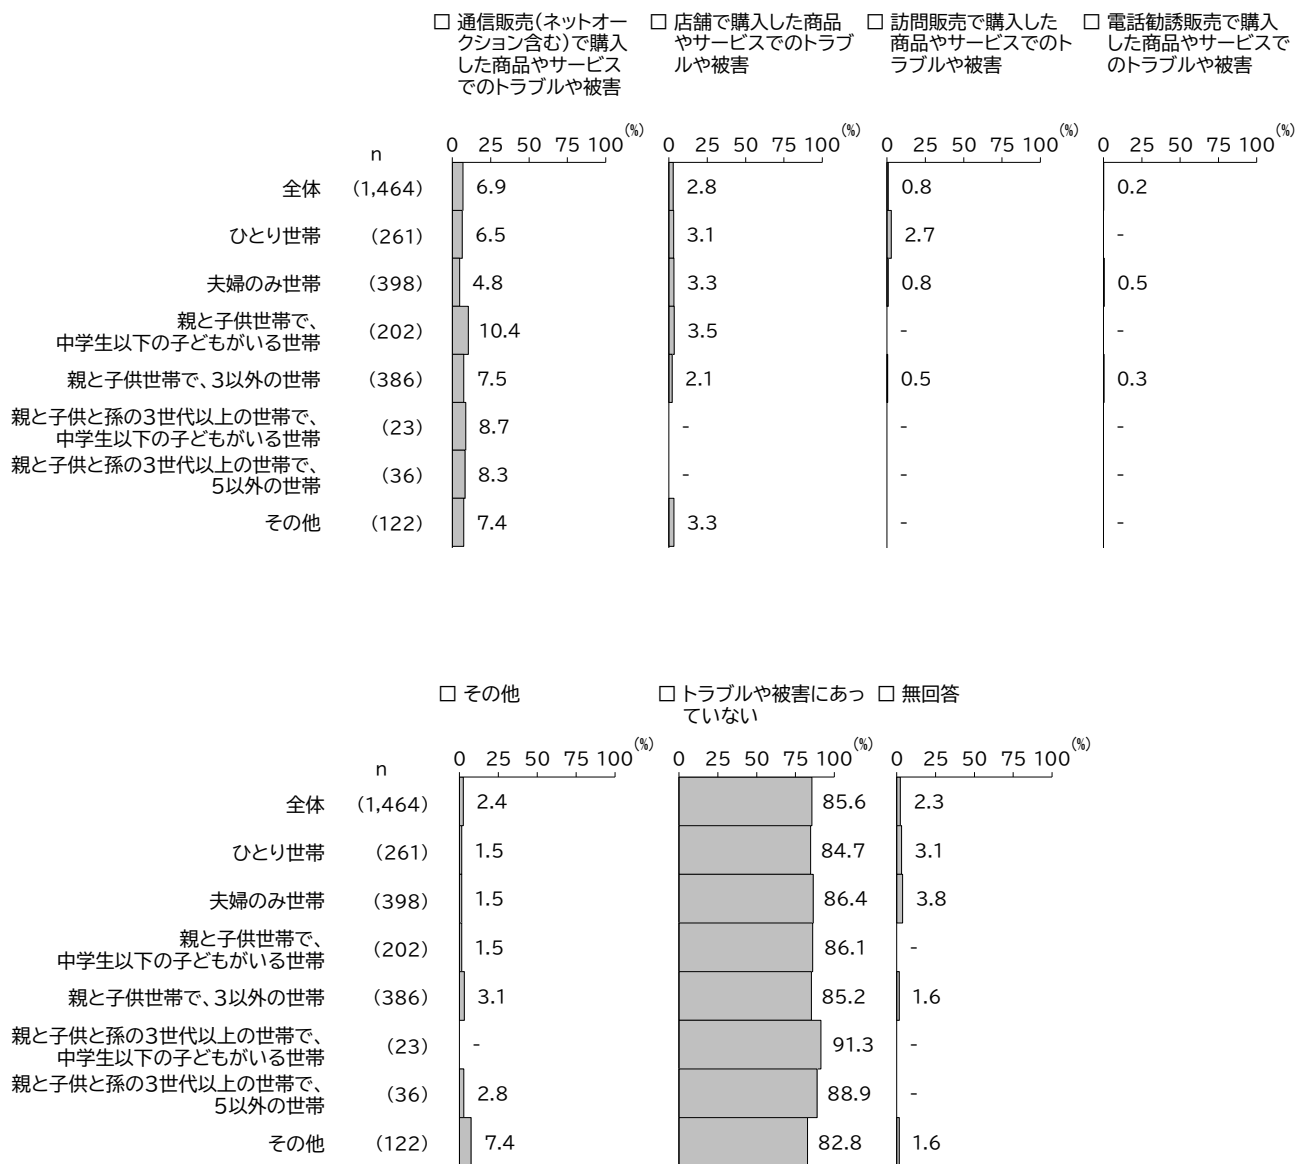 □ 通信販売(ネットオー
クション含む)で購入
した商品やサービス
でのトラブルや被害
□ 店舗で購入した商品
やサービスでのトラブ
ルや被害
□ 訪問販売で購入した
商品やサービスでのト
ラブルや被害
□ 電話勧誘販売で購入
した商品やサービスで
のトラブルや被害
(%) (%) (%) (%)
n 0 25 50 75 100 0 25 50 75 100 0 25 50 75 100 0 25 50 75 100
全体 (1,464) 6.9 2.8 0.8 0.2
ひとり世帯 (261) 6.5 3.1 2.7 -
夫婦のみ世帯 (398) 4.8 3.3 0.8 0.5
親と子供世帯で、
中学生以下の子どもがいる世帯 (202) 10.4 3.5 - -
親と子供世帯で、3以外の世帯 (386) 7.5 2.1 0.5 0.3
親と子供と孫の3世代以上の世帯で、
中学生以下の子どもがいる世帯 (23) 8.7 - - -
親と子供と孫の3世代以上の世帯で、
5以外の世帯 (36) 8.3 - - -
その他 (122) 7.4 3.3 - -
□ その他
□ トラブルや被害にあっ
ていない
□ 無回答
(%) (%) (%)
n 0 25 50 75 100 0 25 50 75 100 0 25 50 75 100
全体 (1,464) 2.4 85.6 2.3
ひとり世帯 (261) 1.5 84.7 3.1
夫婦のみ世帯 (398) 1.5 86.4 3.8
親と子供世帯で、
中学生以下の子どもがいる世帯 (202) 1.5 86.1 -
親と子供世帯で、3以外の世帯 (386) 3.1 85.2 1.6
親と子供と孫の3世代以上の世帯で、
中学生以下の子どもがいる世帯 (23) - 91.3 -
親と子供と孫の3世代以上の世帯で、
5以外の世帯 (36) 2.8 88.9 -
その他 (122) 7.4 82.8 1.6